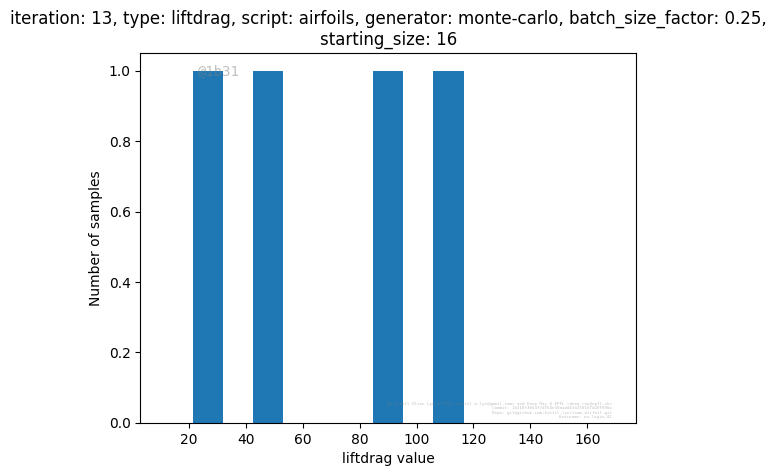 iteration: 13, type: liftdrag, script: airfoils, generator: monte-carlo, batch_size_factor: 0.25,
starting_size: 16
@1b31
1.0
0.8
0.6
0.4
0.2
0.0
Number of samples
20 40 60 80 100 120 140 160
liftdrag value